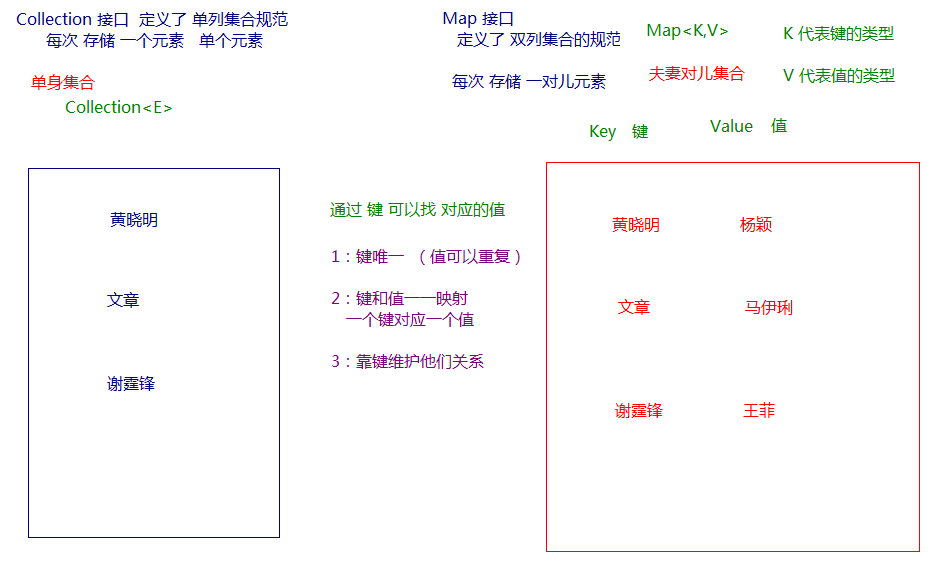 Collection 接口 定义了 单列集合规范
每次 存储 一个元素 单个元素
单身集合
Collection<E>
黄晓明
文章
谢霆锋
通过 键 可以找 对应的值
1：键唯一 （值可以重复）
2：键和值一一映射
一个键对应一个值
3：靠键维护他们关系
Map 接口
定义了 双列集合的规范
每次 存储 一对儿元素
Map<K,V>
夫妻对儿集合
K 代表键的类型
V 代表值的类型
Key 键 Value 值
黄晓明 杨颖
文章 马伊琍
谢霆锋 王菲